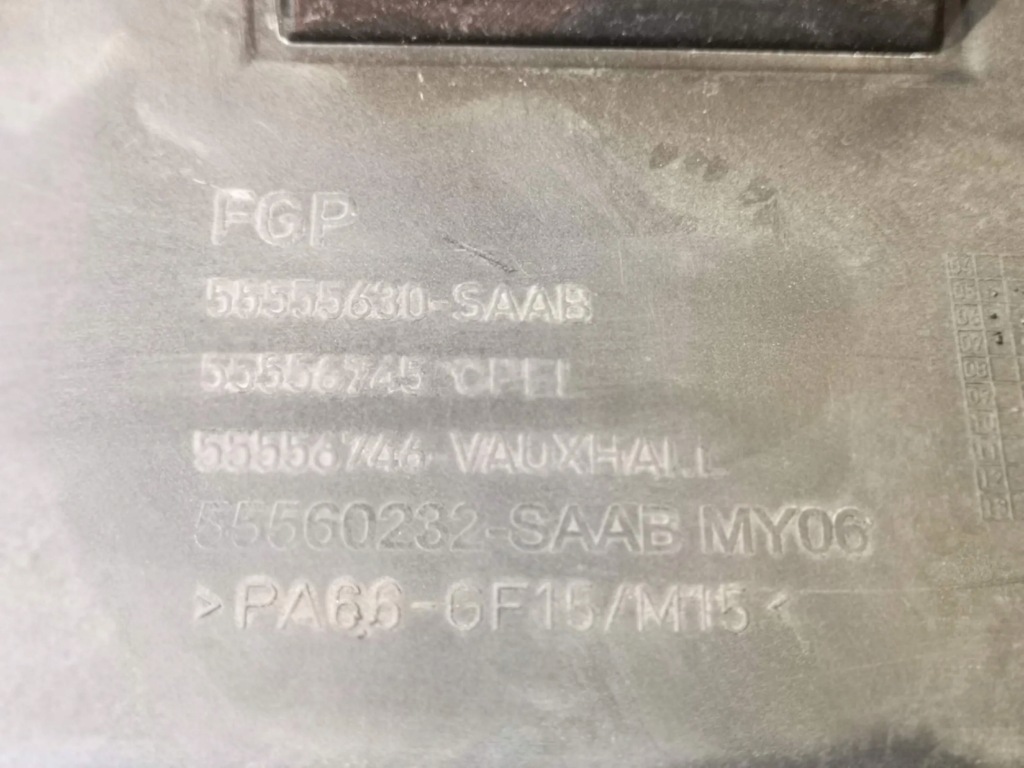 FGP
55555630-SAAB
55556745 OPEL
55556746-VAUXHALL
55560232-SAAB MY06
>PA66-GF15/M15<